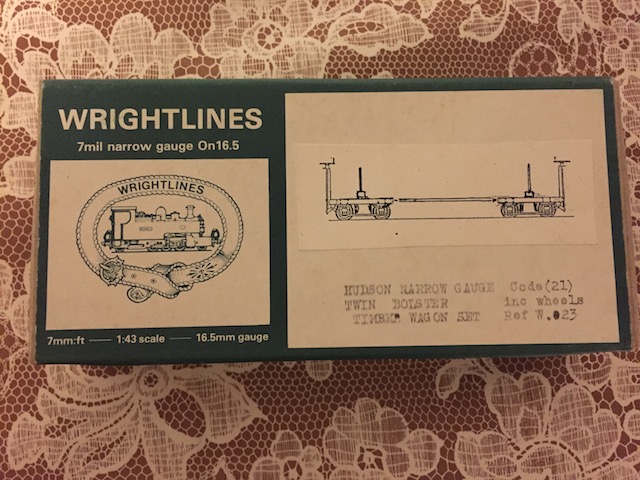 WRIGHTLINES
7mil narrow gauge On16.5
WRIGHTLINES
7mm:ft — 1:43 scale — 16.5mm gauge
HUDSON NARROW GAUGE Code(21)
TWIN BOLSTER inc wheels
TIMBER WAGON SET Ref W.023